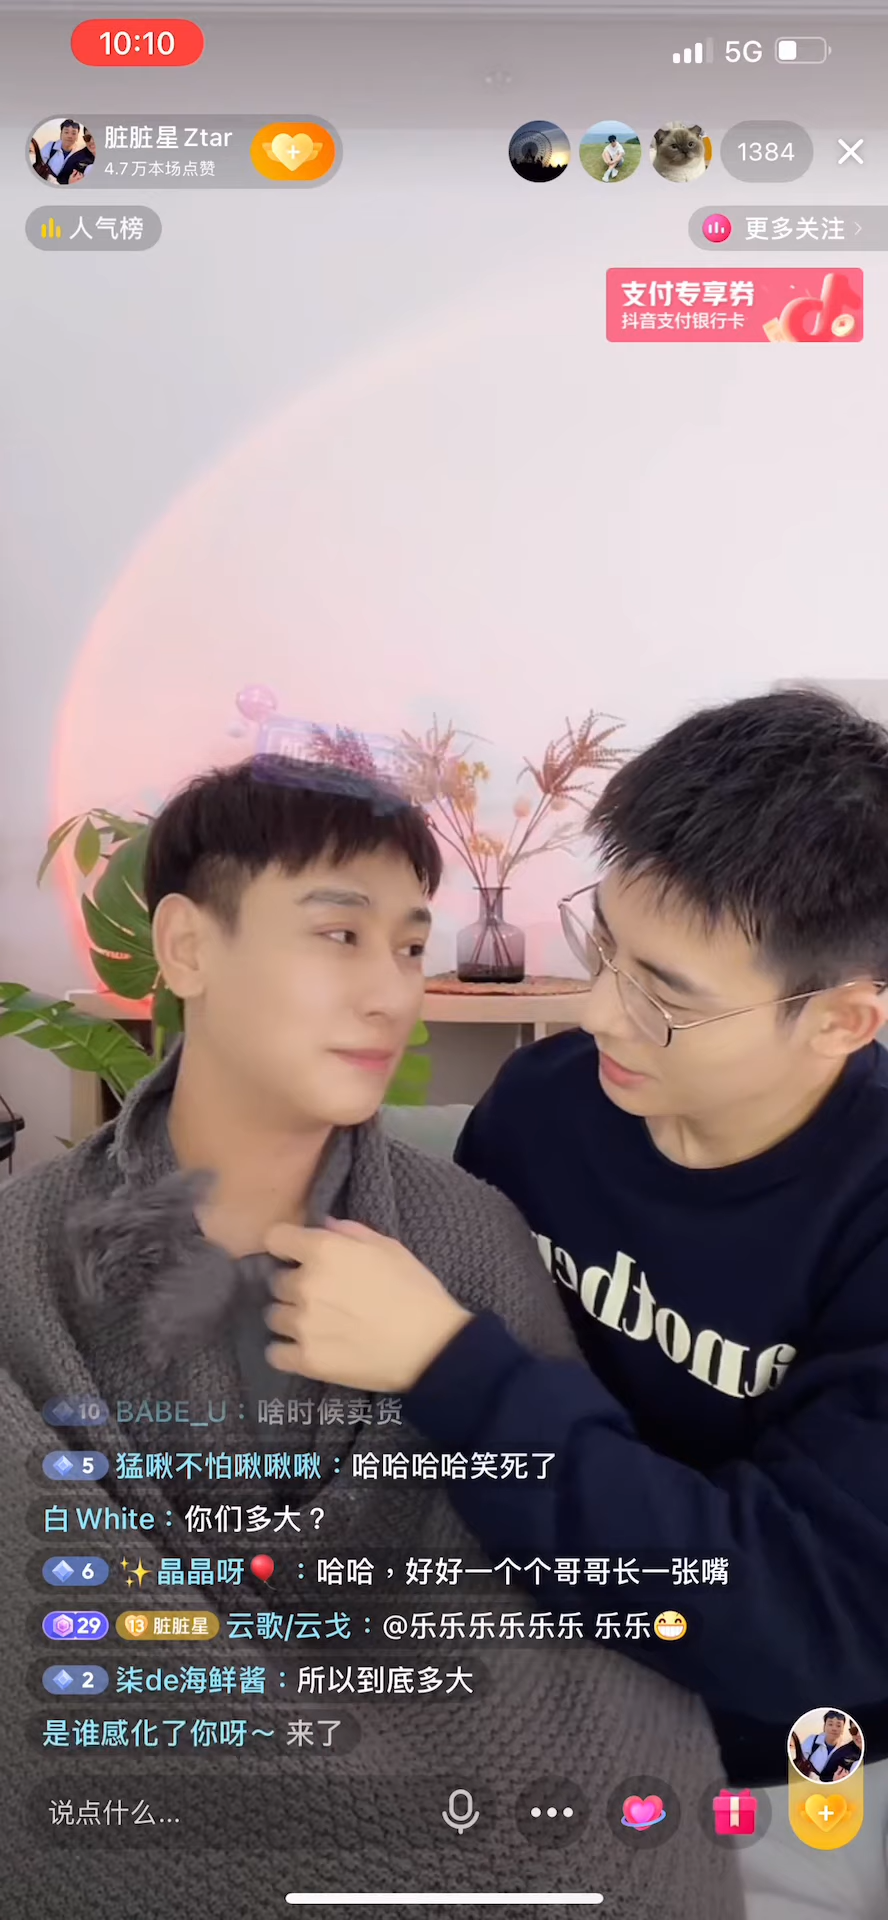 10:10
5G
脏脏星Ztar
4.7万本场点赞
1384
人气榜
更多关注
支付专享券
抖音支付银行卡
another
10 BABE_U：啥时候卖货
5 猛啾不怕啾啾啾：哈哈哈哈笑死了
白White：你们多大？
6 ✨晶晶呀🎈：哈哈，好好一个个哥哥长一张嘴
29 13 脏脏星 云歌/云戈：@乐乐乐乐乐乐 乐乐😁
2 柒de海鲜酱：所以到底多大
是谁感化了你呀～ 来了
说点什么...